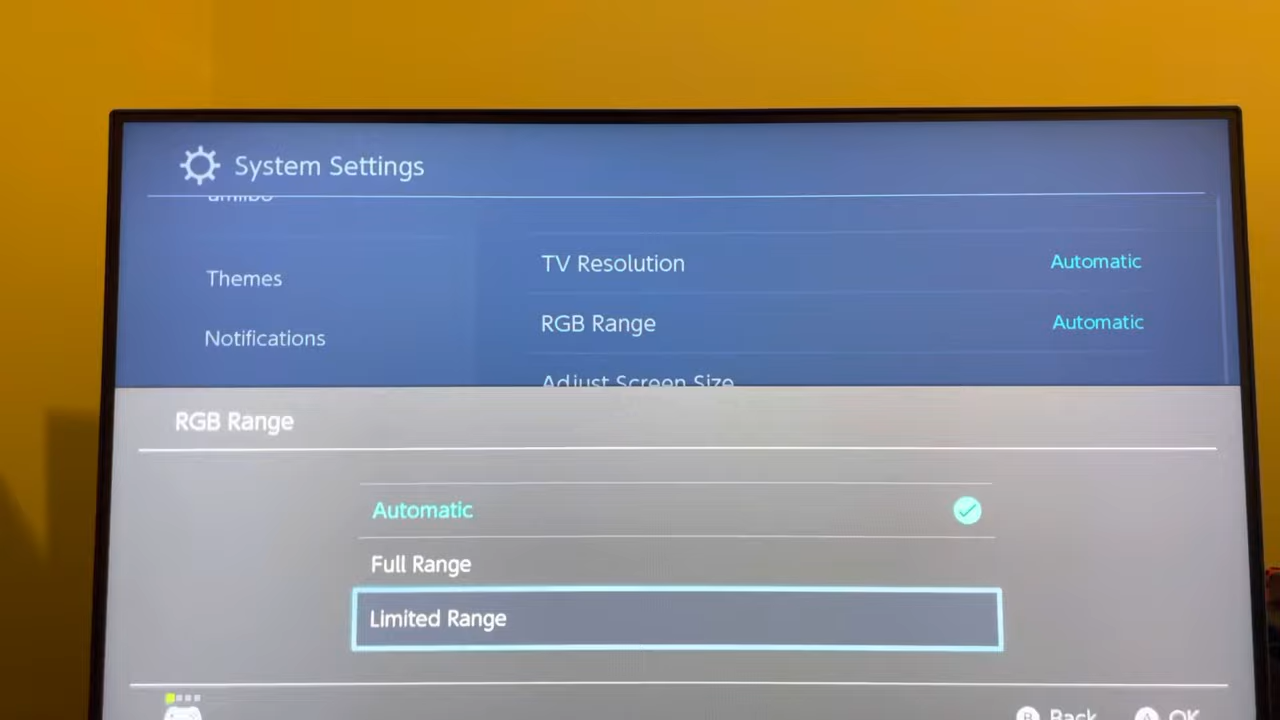 System Settings
amiibo
TV Resolution Automatic
Themes
RGB Range Automatic
Notifications
Adjust Screen Size
RGB Range
Automatic
Full Range
Limited Range
B Back A OK